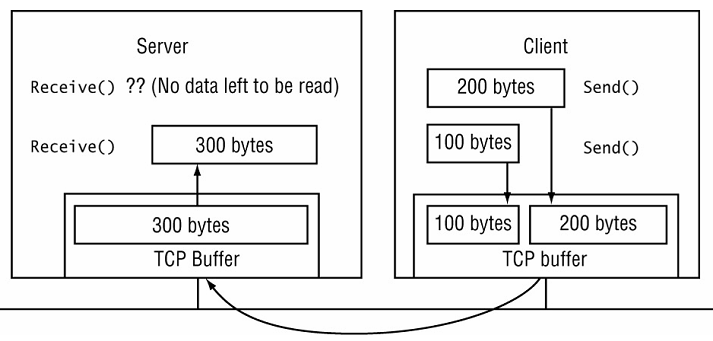 Server
Receive() ?? (No data left to be read)
Receive()
300 bytes
300 bytes
TCP Buffer
Client
200 bytes
Send()
100 bytes
Send()
100 bytes
200 bytes
TCP buffer